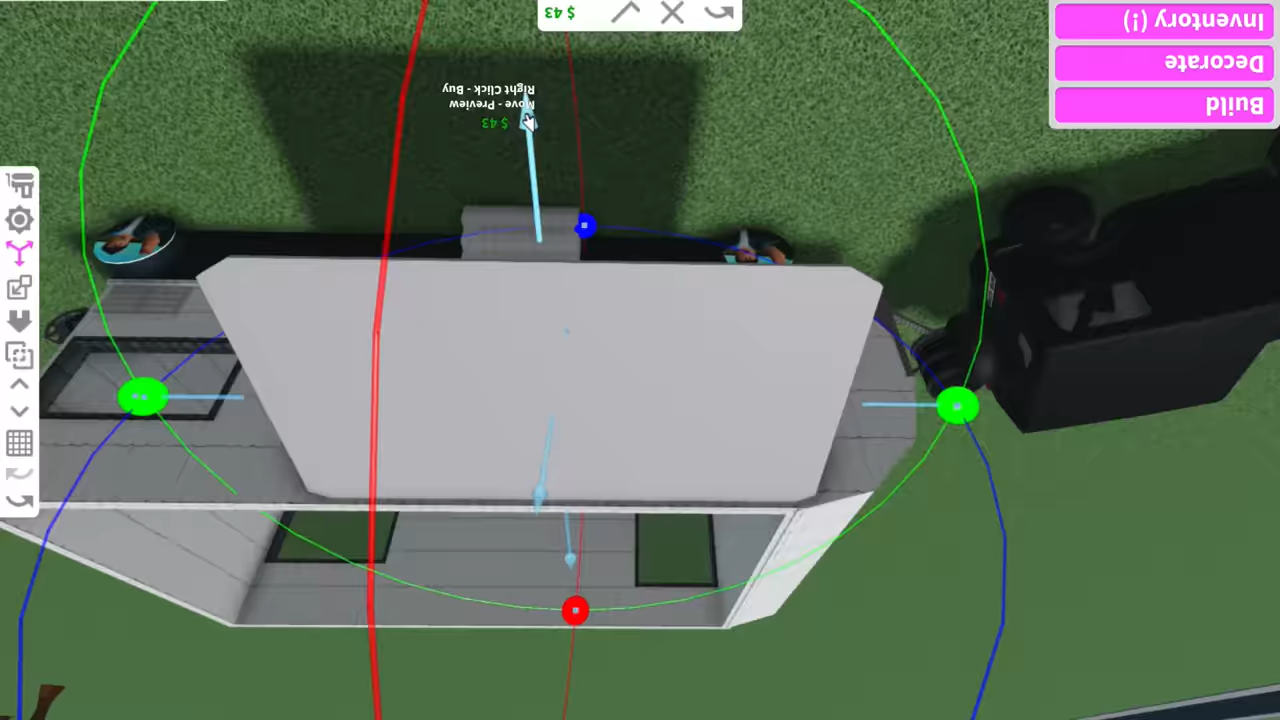 Build
Decorate
Inventory (!)
$ 43
Move - Preview
Right Click - Buy
$ 43